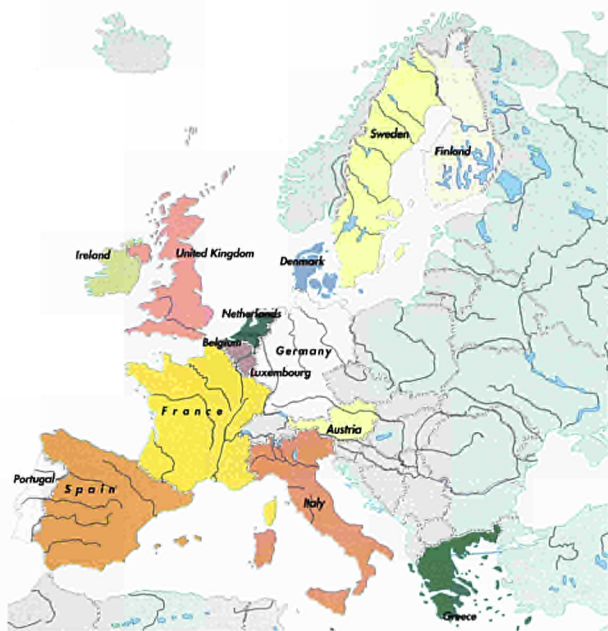 Sweden
Finland
Ireland
United Kingdom
Denmark
Netherlands
Belgium
Germany
Luxembourg
France
Austria
Portugal
Spain
Italy
Greece